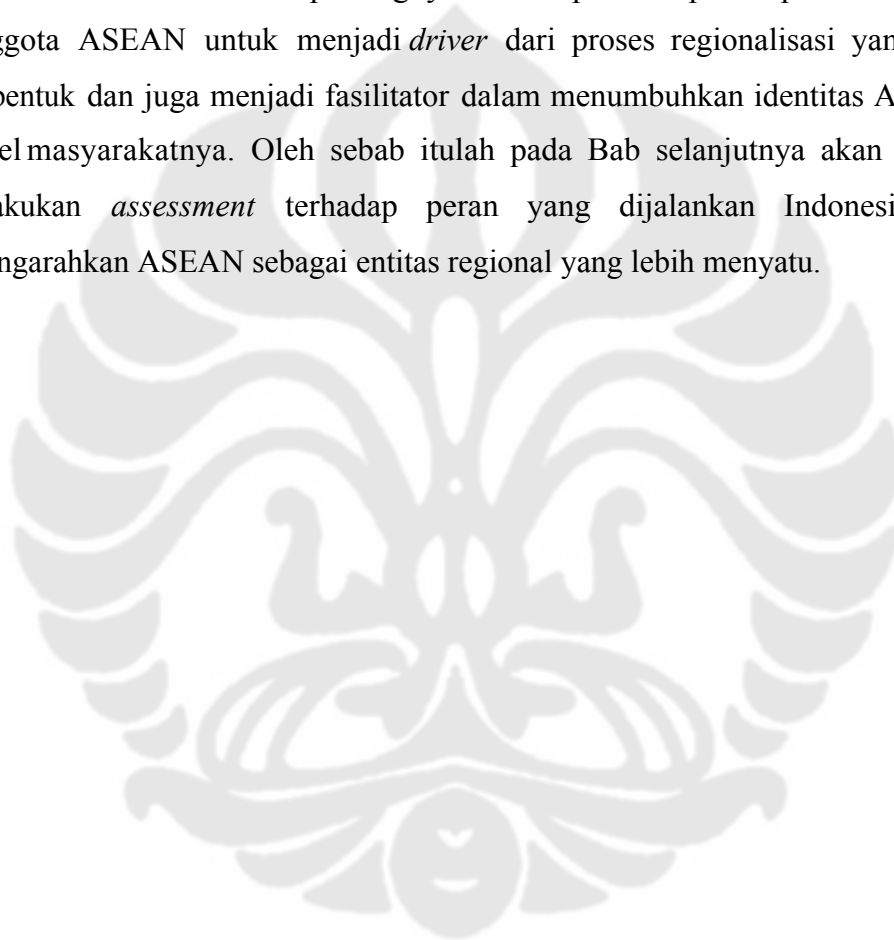 ggota ASEAN untuk menjadi driver dari proses regionalisasi yan
bentuk dan juga menjadi fasilitator dalam menumbuhkan identitas A
el masyarakatnya. Oleh sebab itulah pada Bab selanjutnya akan
akukan assessment terhadap peran yang dijalankan Indonesi
ngarahkan ASEAN sebagai entitas regional yang lebih menyatu.